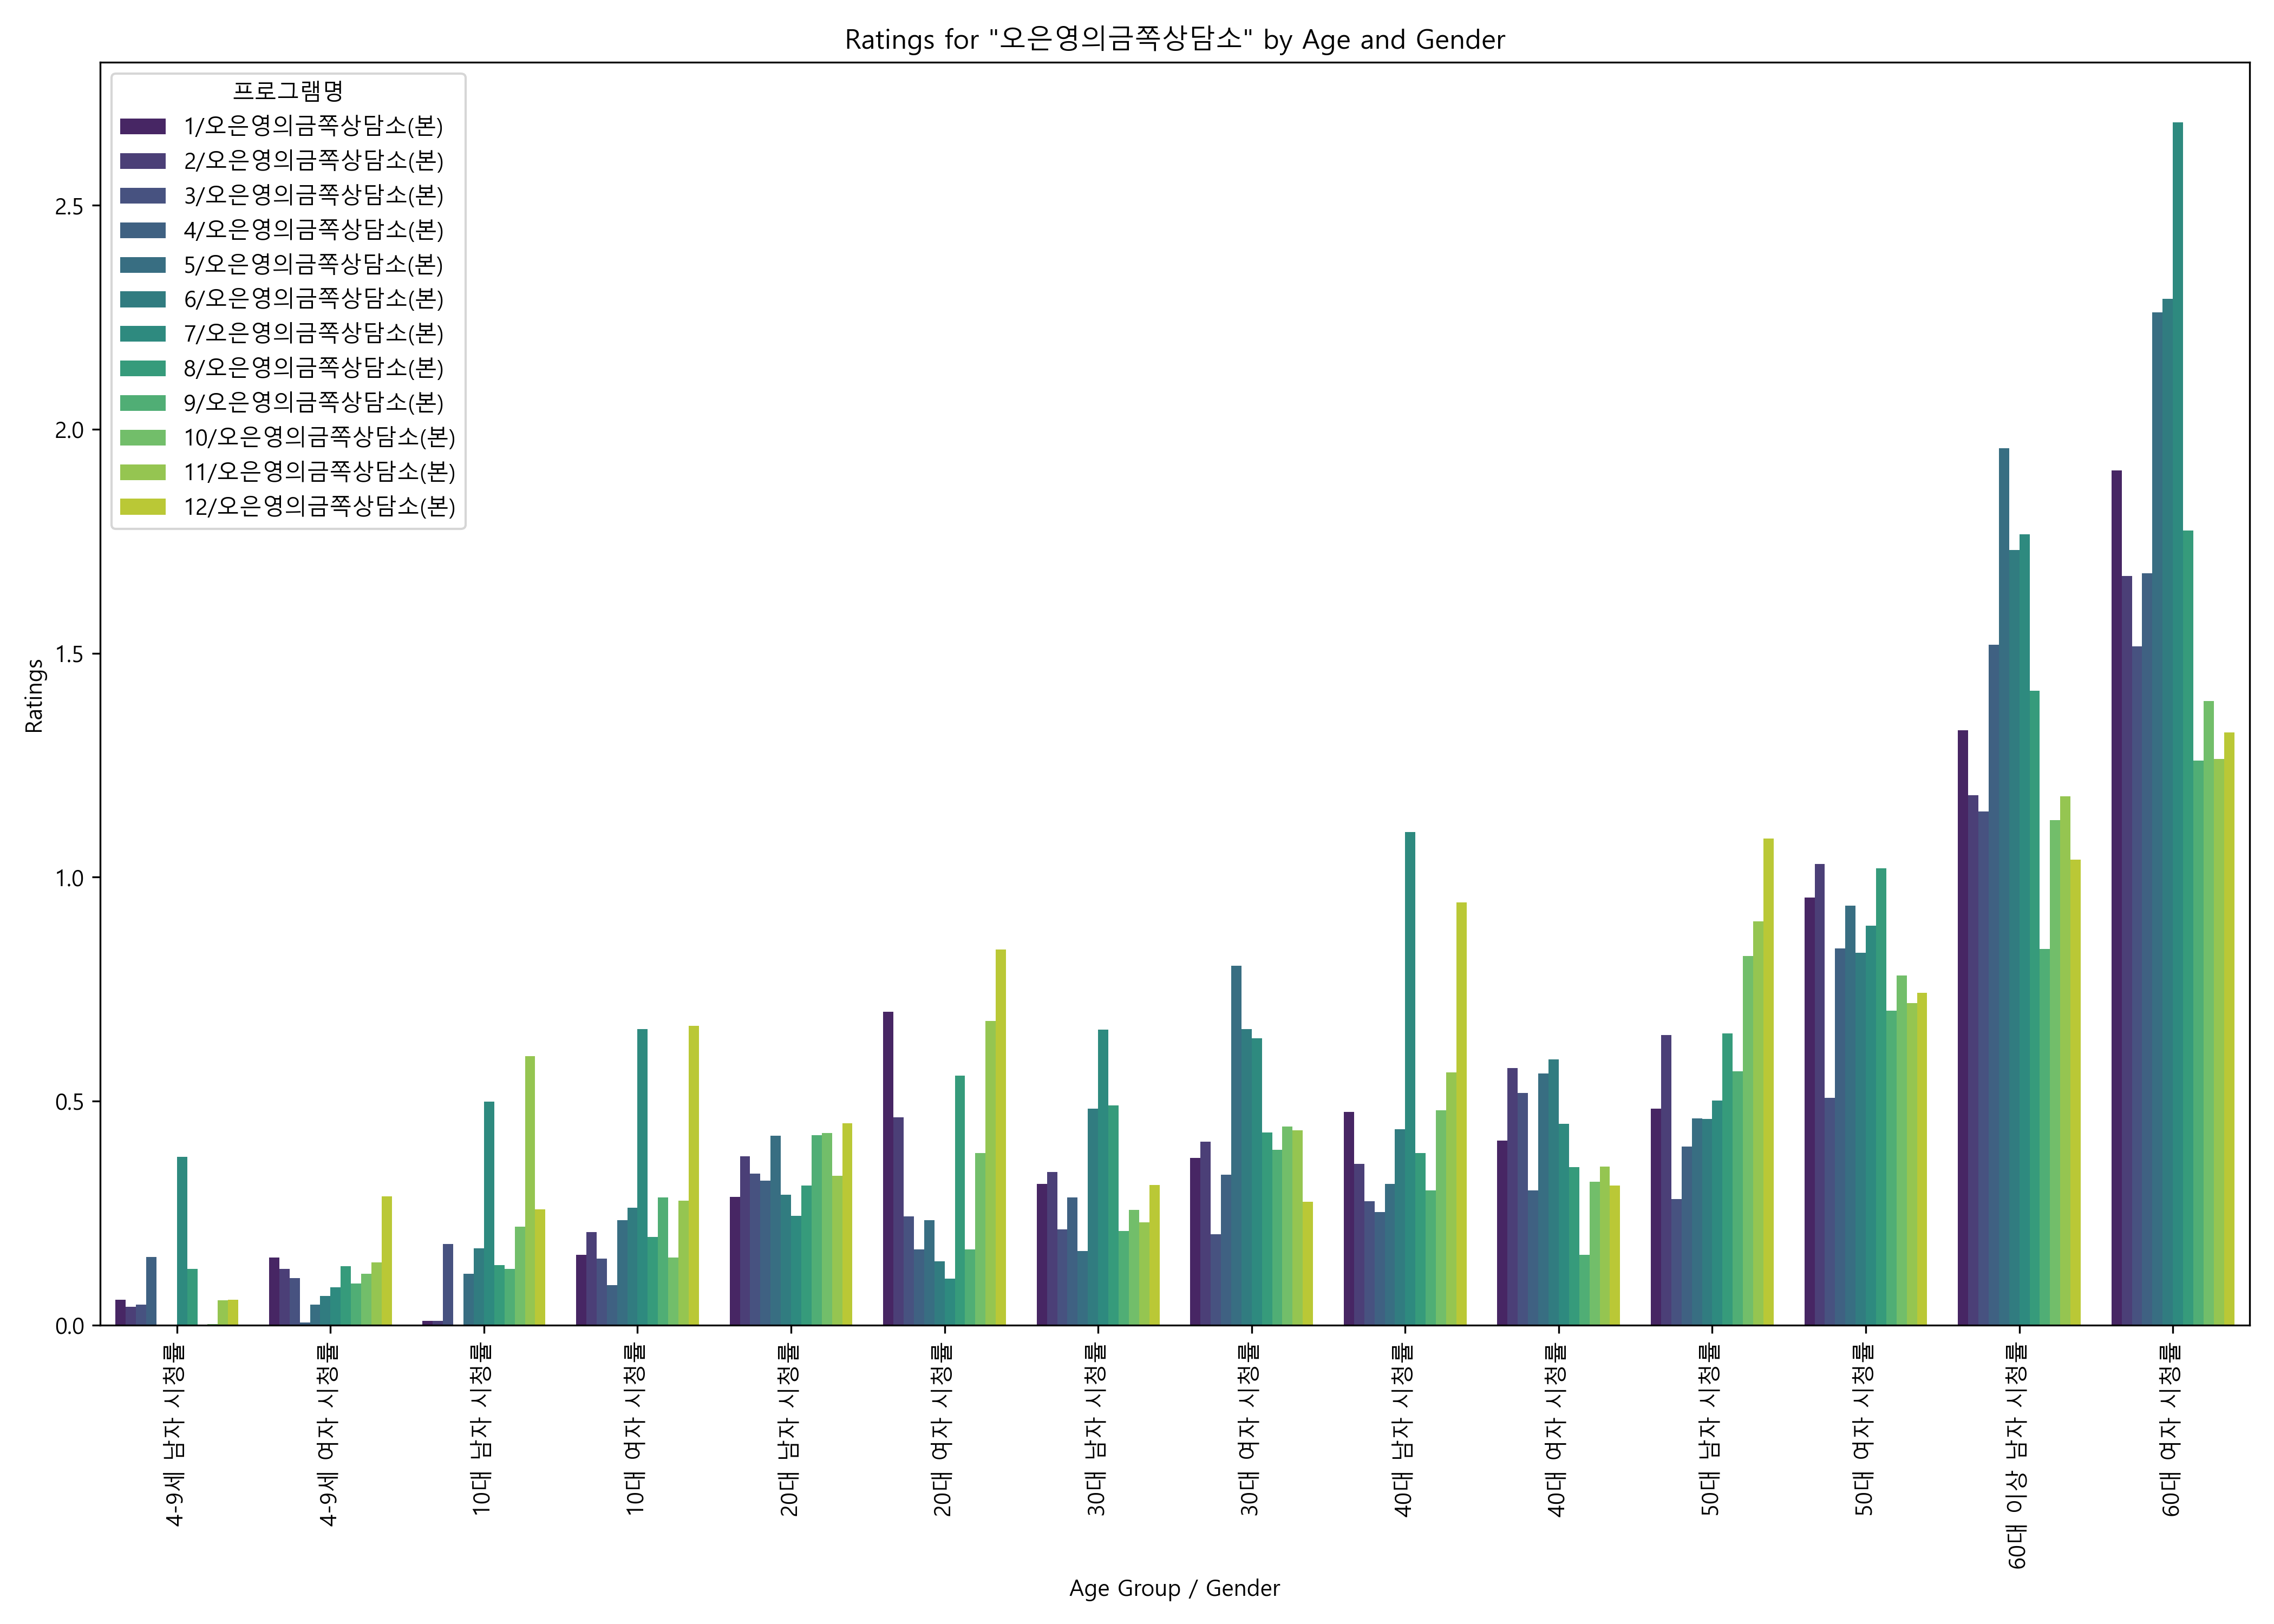 Ratings for "오은영의금쪽상담소" by Age and Gender
프로그램명
1/오은영의금쪽상담소(본)
2/오은영의금쪽상담소(본)
3/오은영의금쪽상담소(본)
4/오은영의금쪽상담소(본)
5/오은영의금쪽상담소(본)
6/오은영의금쪽상담소(본)
7/오은영의금쪽상담소(본)
8/오은영의금쪽상담소(본)
9/오은영의금쪽상담소(본)
10/오은영의금쪽상담소(본)
11/오은영의금쪽상담소(본)
12/오은영의금쪽상담소(본)
Ratings
2.5
2.0
1.5
1.0
0.5
0.0
4-9세 남자 시청률
4-9세 여자 시청률
10대 남자 시청률
10대 여자 시청률
20대 남자 시청률
20대 여자 시청률
30대 남자 시청률
30대 여자 시청률
40대 남자 시청률
40대 여자 시청률
50대 남자 시청률
50대 여자 시청률
60대 이상 남자 시청률
60대 여자 시청률
Age Group / Gender